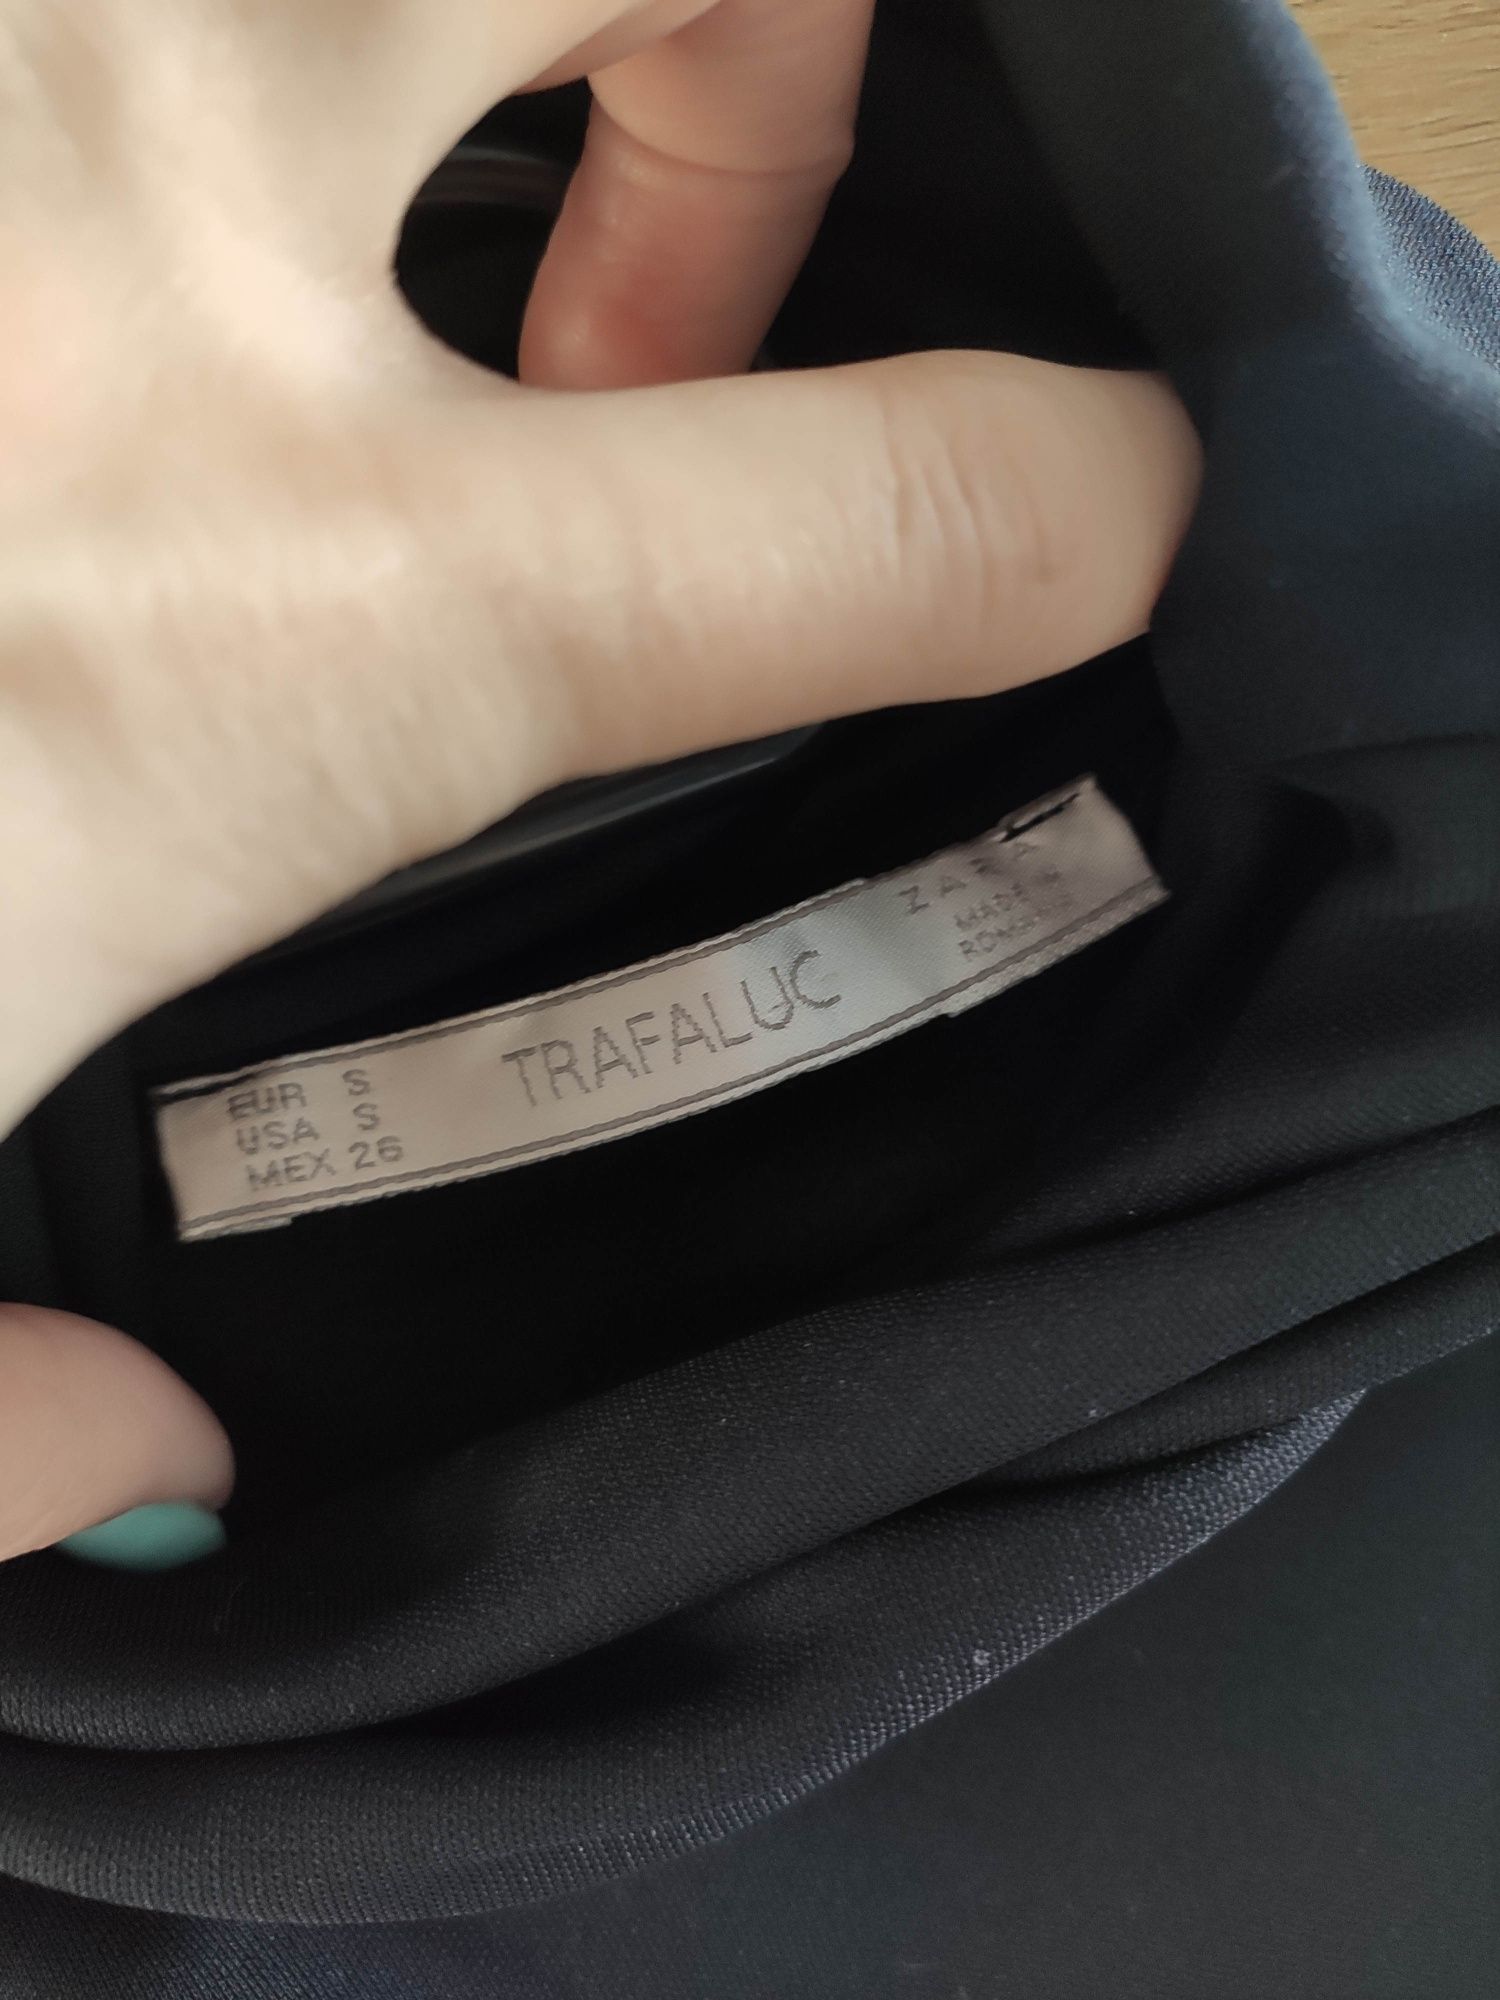 EUR S
USA S
MEX 26
TRAFALUC
ZARA
MADE IN
ROMANIA